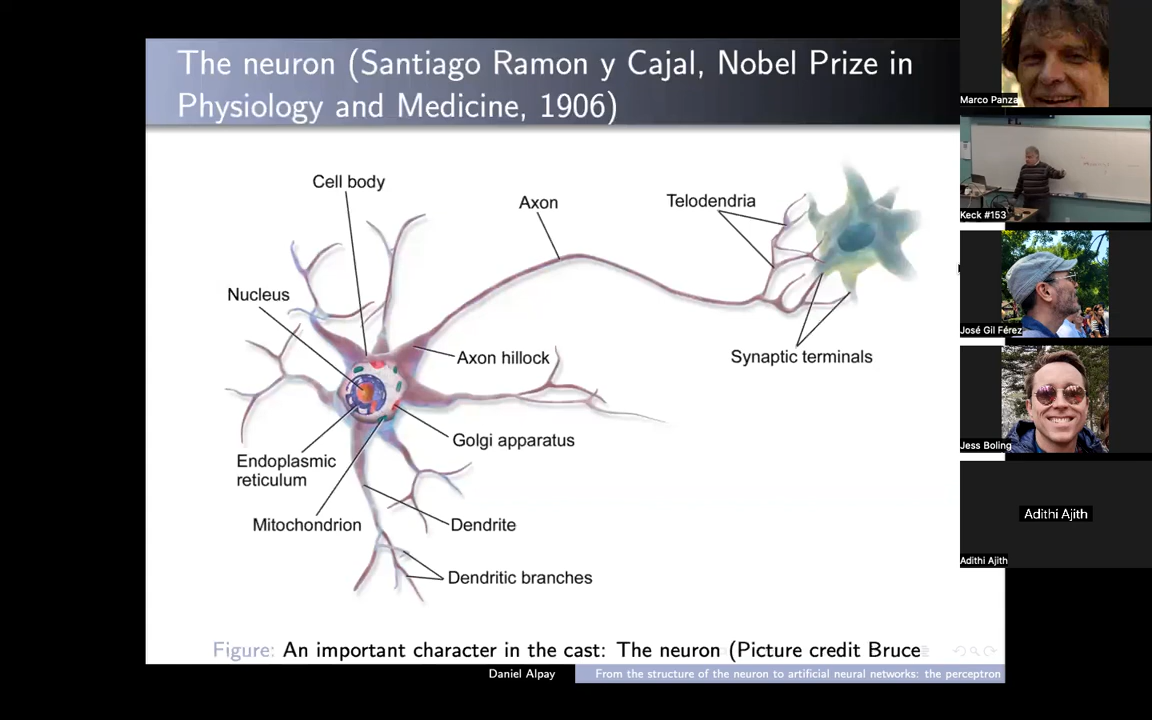 The neuron (Santiago Ramon y Cajal, Nobel Prize in
Physiology and Medicine, 1906)
Cell body
Axon
Telodendria
Nucleus
Axon hillock
Synaptic terminals
Golgi apparatus
Endoplasmic
reticulum
Mitochondrion
Dendrite
Dendritic branches
Figure: An important character in the cast: The neuron (Picture credit Bruce
Daniel Alpay
From the structure of the neuron to artificial neural networks: the perceptron
Marco Panza
Keck #153
José Gil Férez
Jess Boling
Adithi Ajith
Adithi Ajith